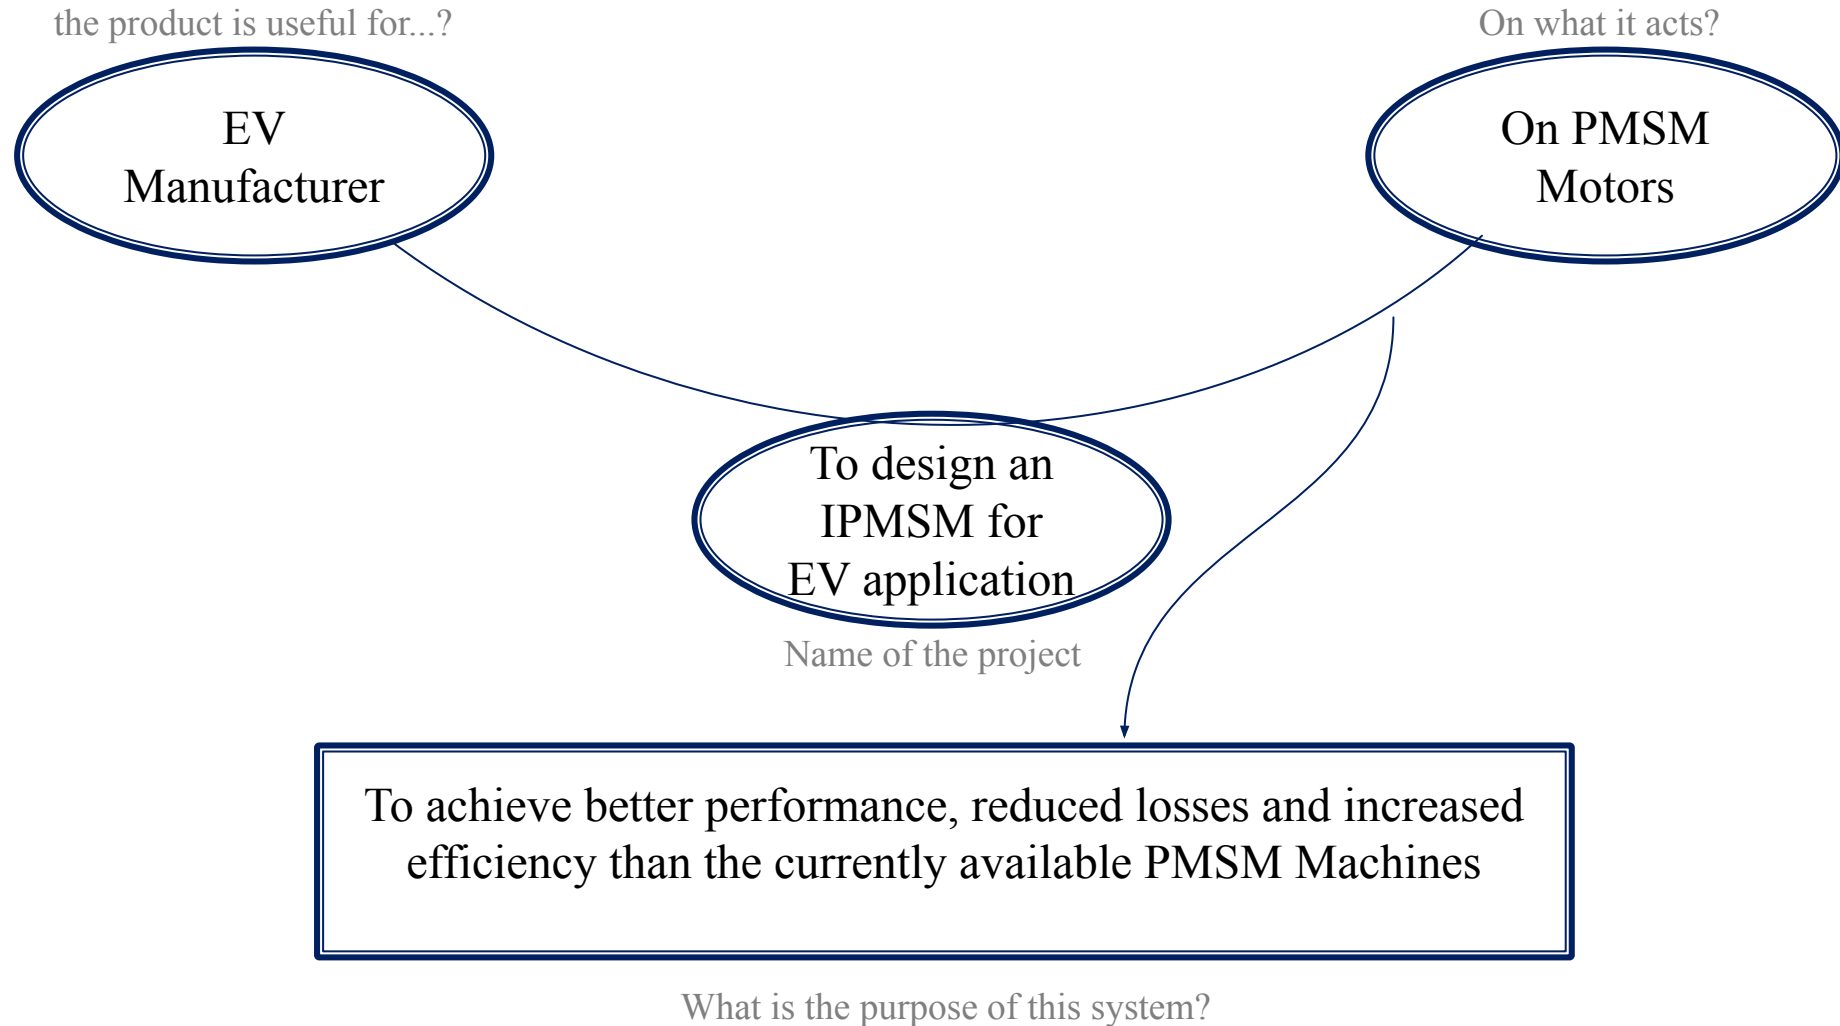 the product is useful for...?
On what it acts?
EV
Manufacturer
On PMSM
Motors
To design an
IPMSM for
EV application
Name of the project
To achieve better performance, reduced losses and increased
efficiency than the currently available PMSM Machines
What is the purpose of this system?